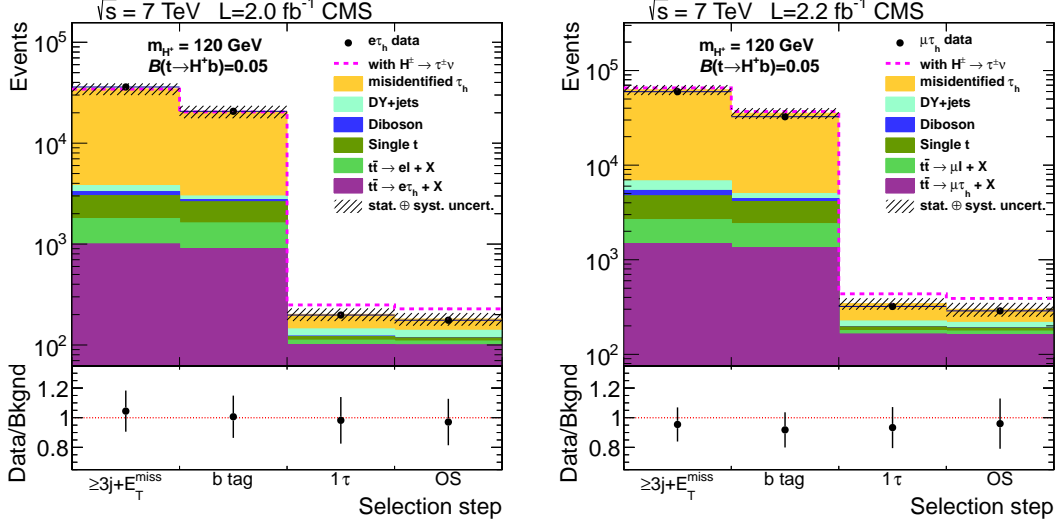 √s = 7 TeV L=2.0 fb⁻¹ CMS
Events
10⁵
10⁴
10³
10²
m_H⁺ = 120 GeV
B(t→H⁺b)=0.05
eτ_h data
with H^± → τ^±ν
misidentified τ_h
DY+jets
Diboson
Single t
tt̄ → el + X
tt̄ → eτ_h + X
stat. ⊕ syst. uncert.
Data/Bkgnd
1.2
1
0.8
≥3j+E_T^miss
b tag
1 τ
OS
Selection step
√s = 7 TeV L=2.2 fb⁻¹ CMS
Events
10⁵
10⁴
10³
10²
m_H⁺ = 120 GeV
B(t→H⁺b)=0.05
μτ_h data
with H^± → τ^±ν
misidentified τ_h
DY+jets
Diboson
Single t
tt̄ → μl + X
tt̄ → μτ_h + X
stat. ⊕ syst. uncert.
Data/Bkgnd
1.2
1
0.8
≥3j+E_T^miss
b tag
1 τ
OS
Selection step